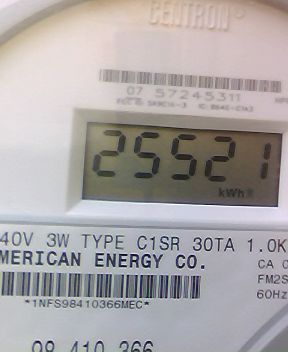 CENTRON®
07 57245311
25521
kWh
40V 3W TYPE C1SR 30TA 1.0K
MERICAN ENERGY CO.
CA
FM2S
60Hz
*1NFS98410366MEC*
98 410 366